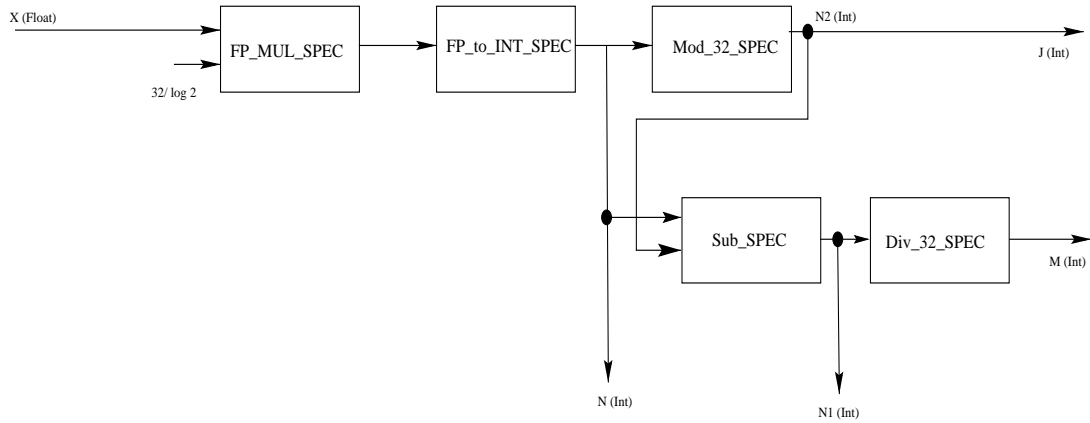 X (Float)
N2 (Int)
FP_MUL_SPEC
FP_to_INT_SPEC
Mod_32_SPEC
J (Int)
32/ log 2
Sub_SPEC
Div_32_SPEC
M (Int)
N (Int)
N1 (Int)